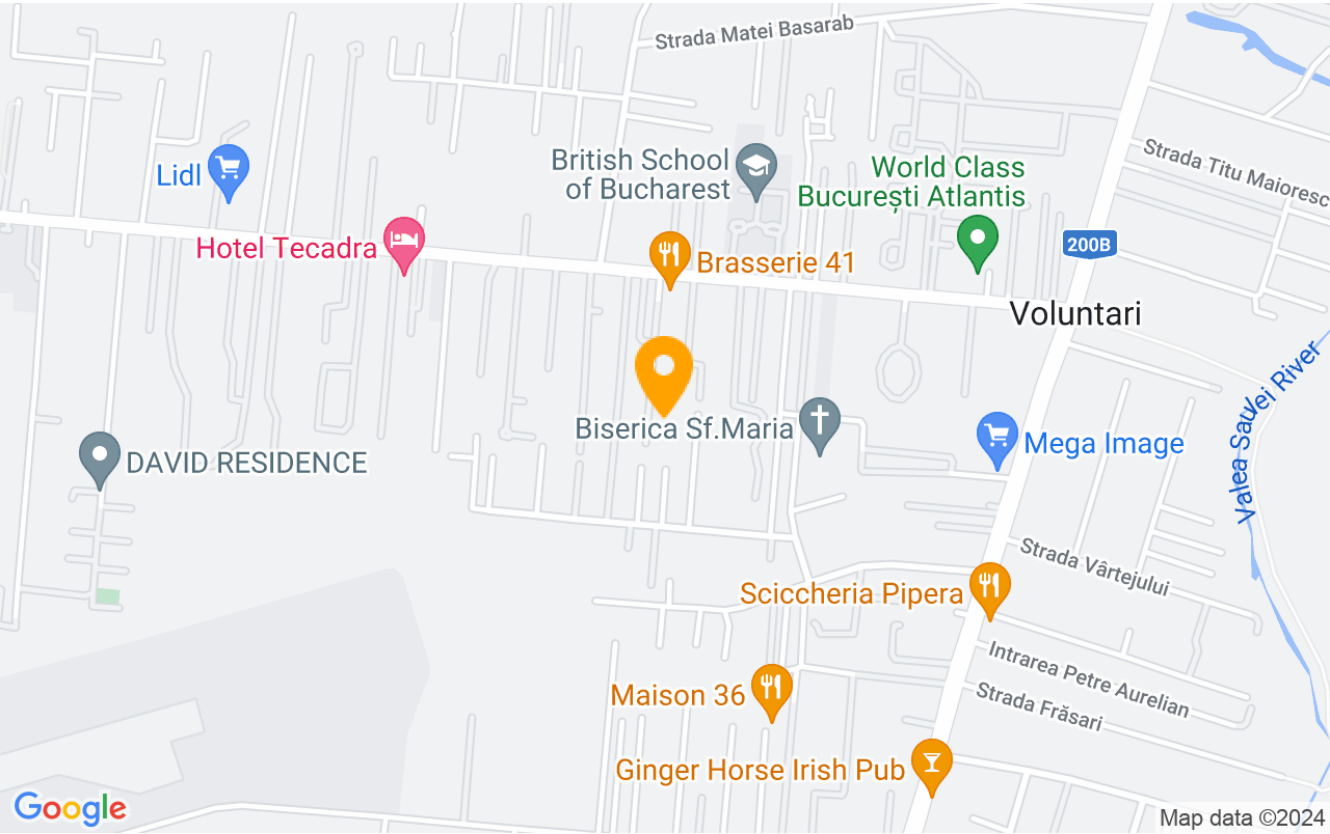 Strada Matei Basarab
British School
of Bucharest
World Class
București Atlantis
Strada Titu Maioresc
Lidl
Hotel Tecadra
Brasserie 41
200B
Voluntari
Valea Saulei River
Biserica Sf.Maria
Mega Image
DAVID RESIDENCE
Strada Vârtejului
Sciccheria Pipera
Intrarea Petre Aurelian
Strada Frăsari
Maison 36
Ginger Horse Irish Pub
Google
Map data ©2024